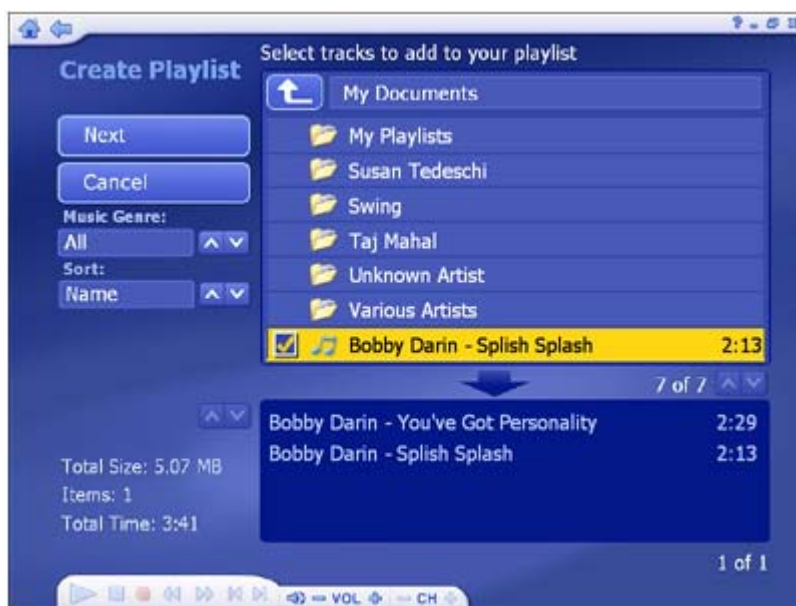 Select tracks to add to your playlist
Create Playlist
My Documents
Next
Cancel
Music Genre:
All
Sort:
Name
My Playlists
Susan Tedeschi
Swing
Taj Mahal
Unknown Artist
Various Artists
Bobby Darin - Splish Splash 2:13
7 of 7
Bobby Darin - You've Got Personality 2:29
Bobby Darin - Splish Splash 2:13
Total Size: 5.07 MB
Items: 1
Total Time: 3:41
1 of 1
VOL CH